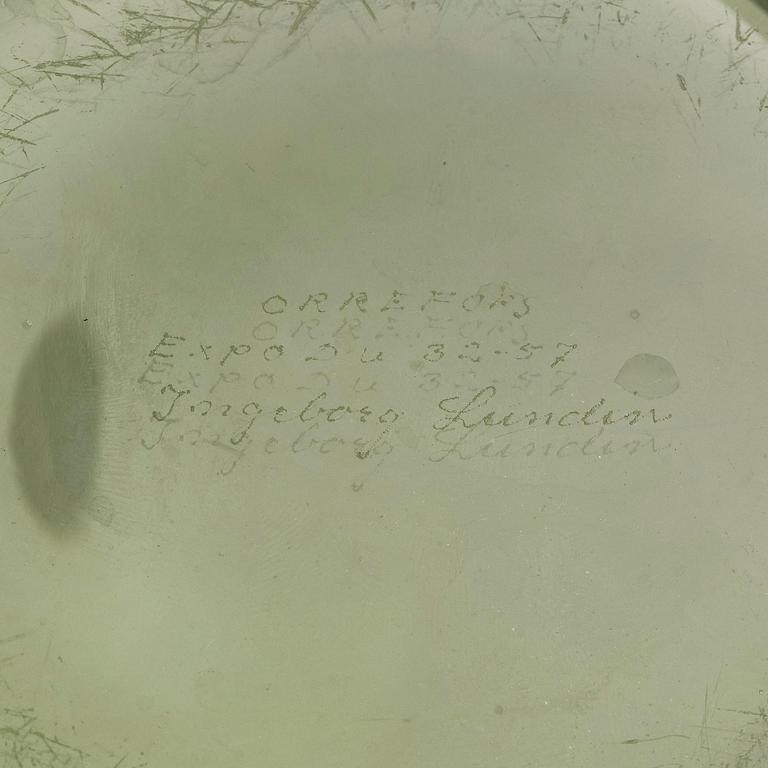 ORREFORS
Expo Du 32-57
Ingeborg Lundin